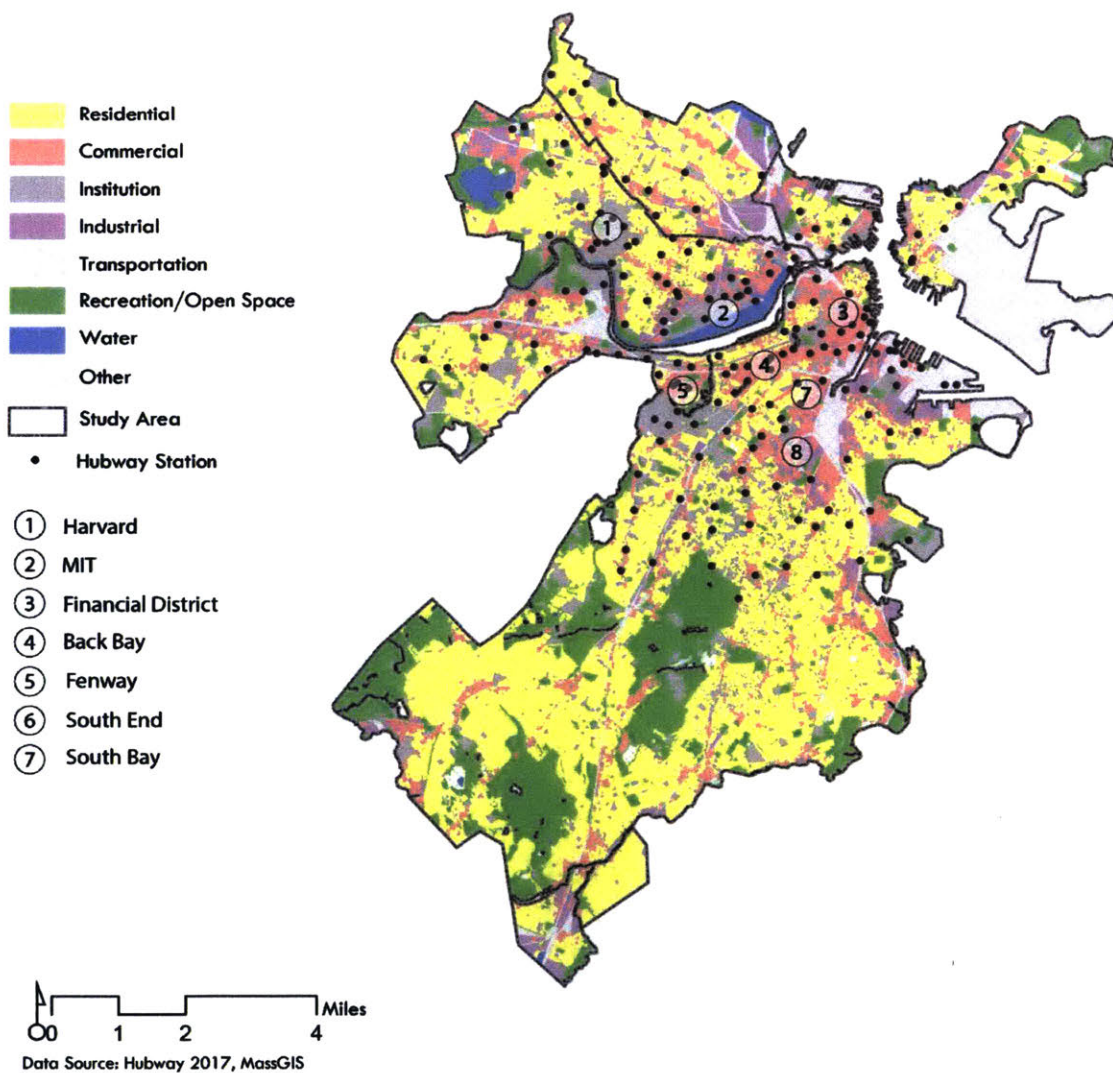 Residential
Commercial
Institution
Industrial
Transportation
Recreation/Open Space
Water
Other
Study Area
Hubway Station
1 Harvard
2 MIT
3 Financial District
4 Back Bay
5 Fenway
6 South End
7 South Bay
1
2
3
4
5
7
8
0 1 2 4 Miles
Data Source: Hubway 2017, MassGIS